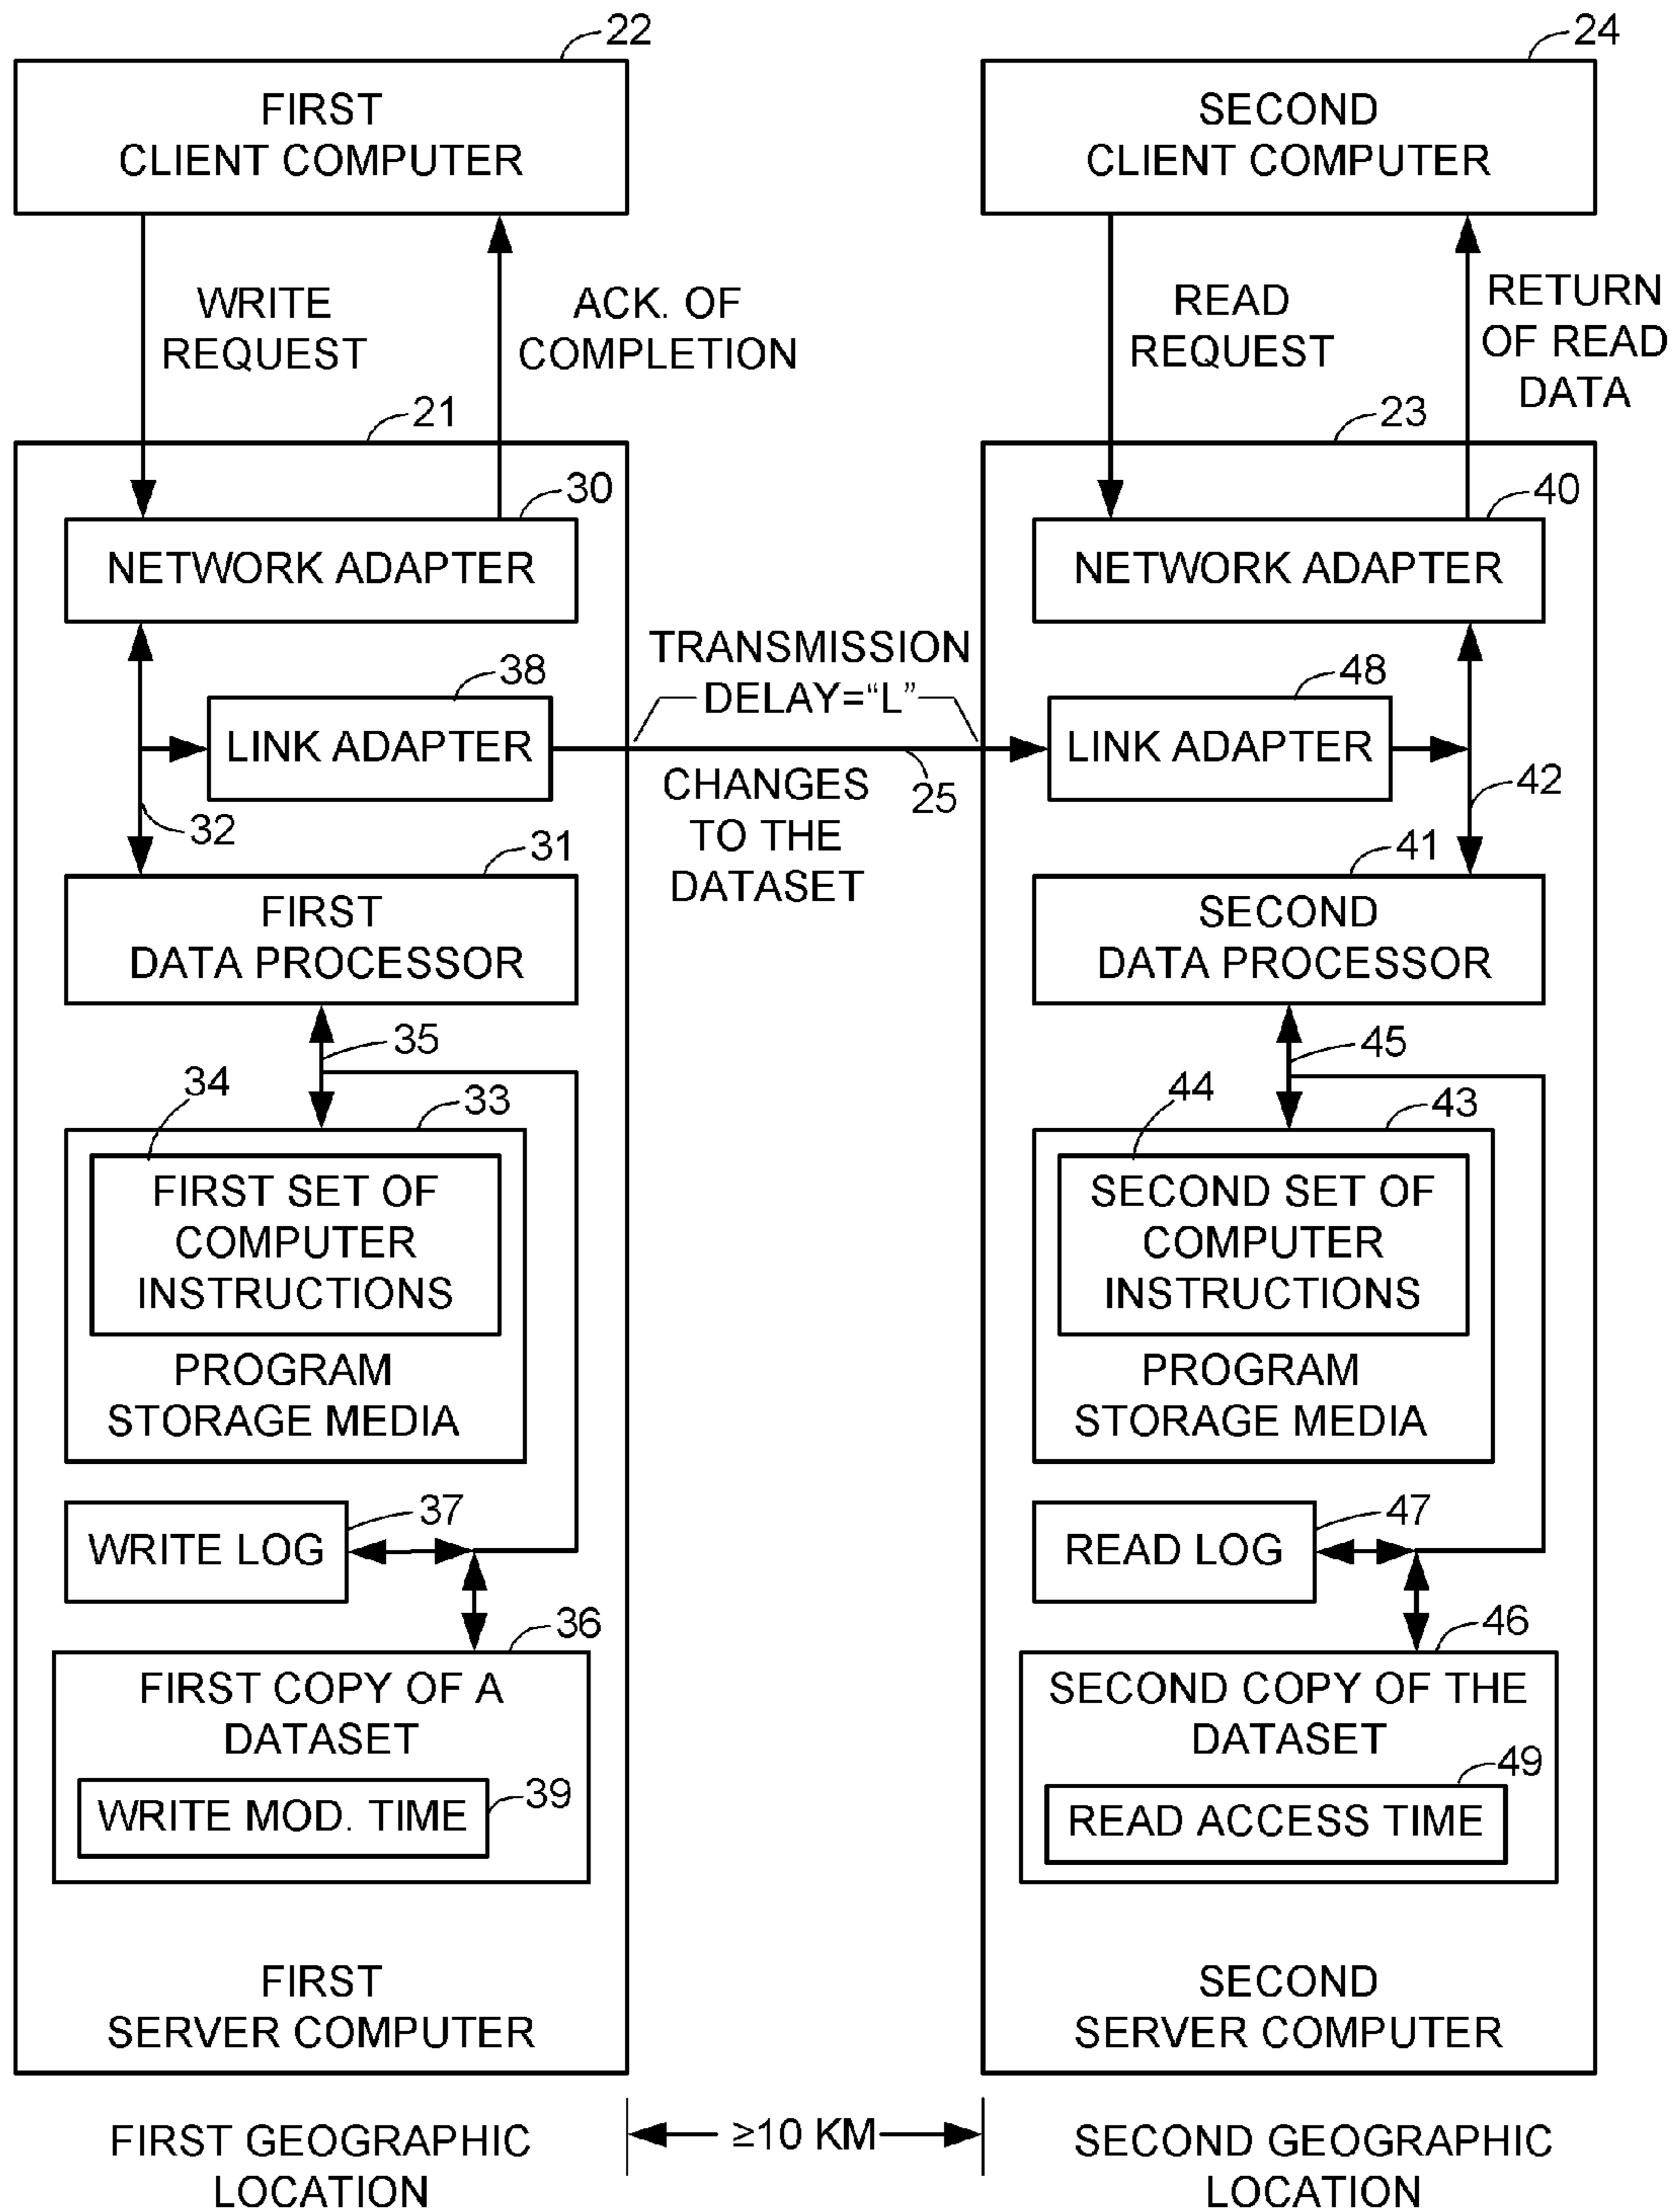 22
FIRST
CLIENT COMPUTER
24
SECOND
CLIENT COMPUTER
WRITE
REQUEST
ACK. OF
COMPLETION
READ
REQUEST
RETURN
OF READ
DATA
21
30
NETWORK ADAPTER
38
LINK ADAPTER
32
31
FIRST
DATA PROCESSOR
35
34
33
FIRST SET OF
COMPUTER
INSTRUCTIONS
PROGRAM
STORAGE MEDIA
37
WRITE LOG
36
FIRST COPY OF A
DATASET
39
WRITE MOD. TIME
FIRST
SERVER COMPUTER
TRANSMISSION
DELAY=“L”
25
CHANGES
TO THE
DATASET
23
40
NETWORK ADAPTER
48
LINK ADAPTER
42
41
SECOND
DATA PROCESSOR
45
44
43
SECOND SET OF
COMPUTER
INSTRUCTIONS
PROGRAM
STORAGE MEDIA
47
READ LOG
46
SECOND COPY OF THE
DATASET
49
READ ACCESS TIME
SECOND
SERVER COMPUTER
FIRST GEOGRAPHIC
LOCATION
≥10 KM
SECOND GEOGRAPHIC
LOCATION